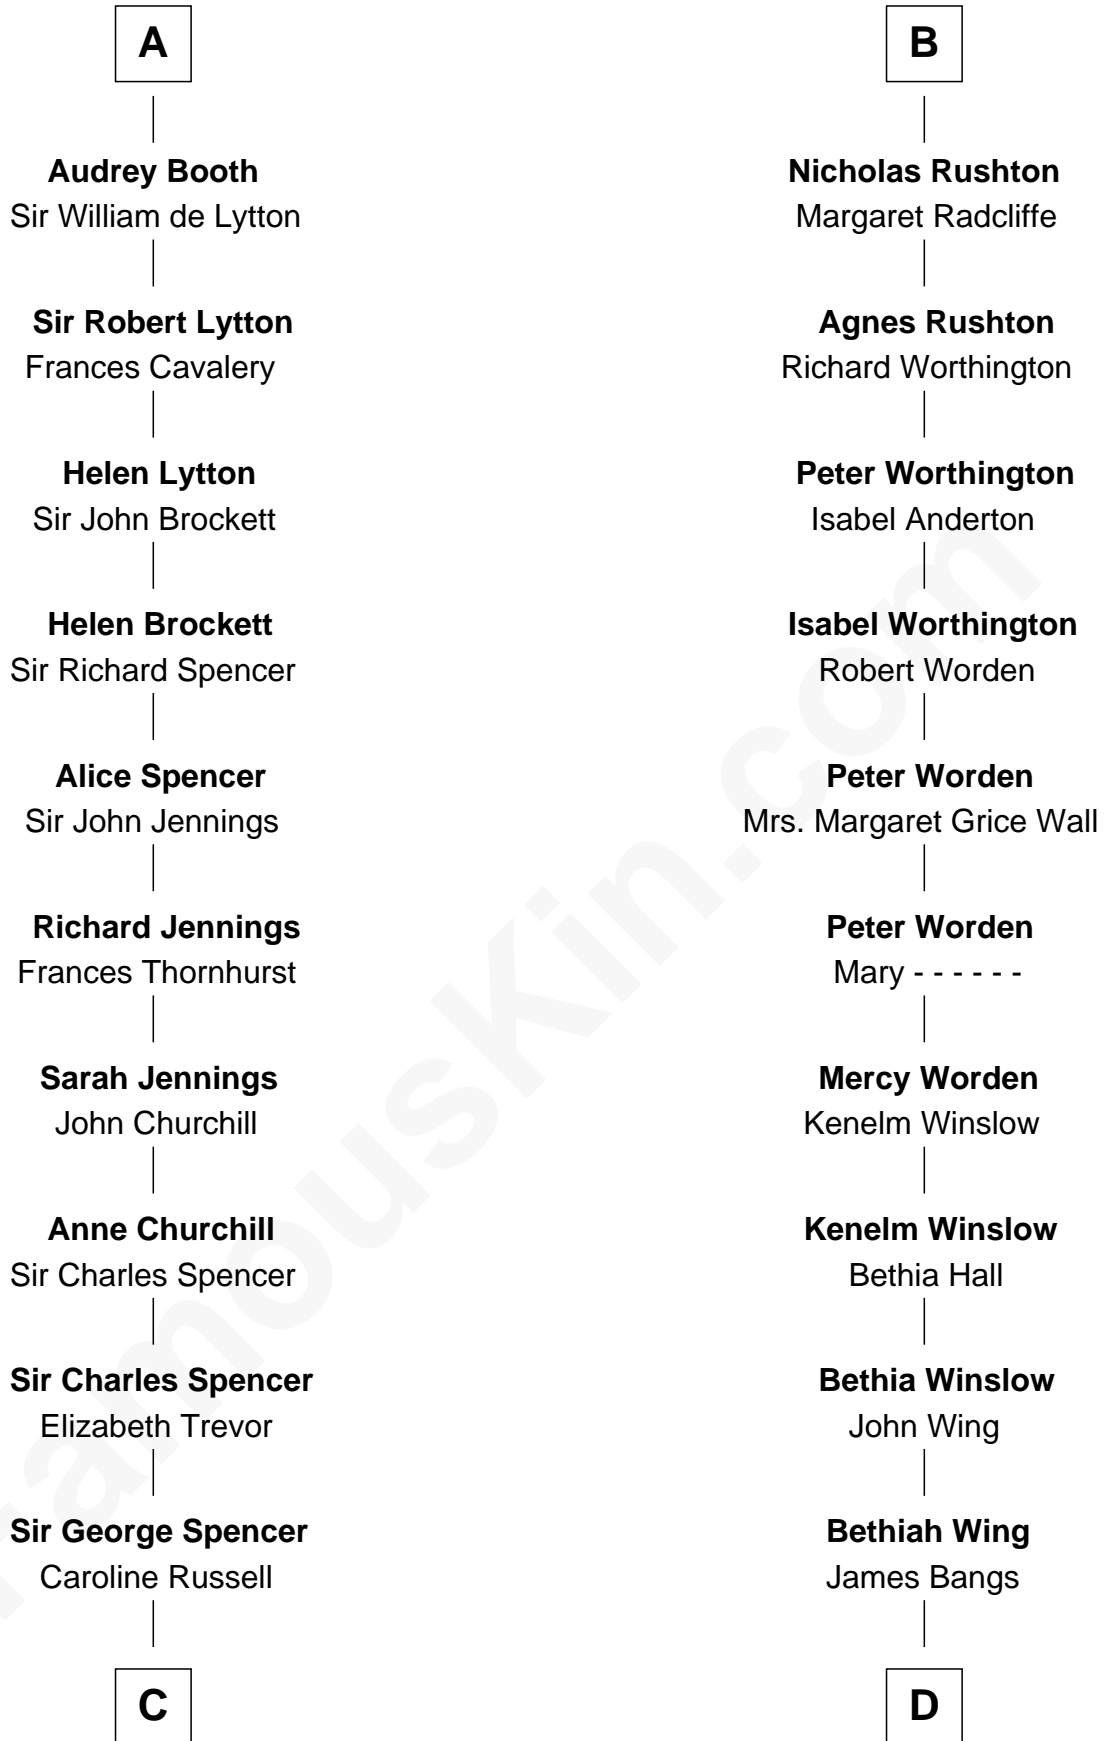 A
Audrey Booth
Sir William de Lytton
Sir Robert Lytton
Frances Cavalery
Helen Lytton
Sir John Brockett
Helen Brockett
Sir Richard Spencer
Alice Spencer
Sir John Jennings
Richard Jennings
Frances Thornhurst
Sarah Jennings
John Churchill
Anne Churchill
Sir Charles Spencer
Sir Charles Spencer
Elizabeth Trevor
Sir George Spencer
Caroline Russell
C
B
Nicholas Rushton
Margaret Radcliffe
Agnes Rushton
Richard Worthington
Peter Worthington
Isabel Anderton
Isabel Worthington
Robert Worden
Peter Worden
Mrs. Margaret Grice Wall
Peter Worden
Mary - - - - - -
Mercy Worden
Kenelm Winslow
Kenelm Winslow
Bethia Hall
Bethia Winslow
John Wing
Bethiah Wing
James Bangs
D
FamousKin.com